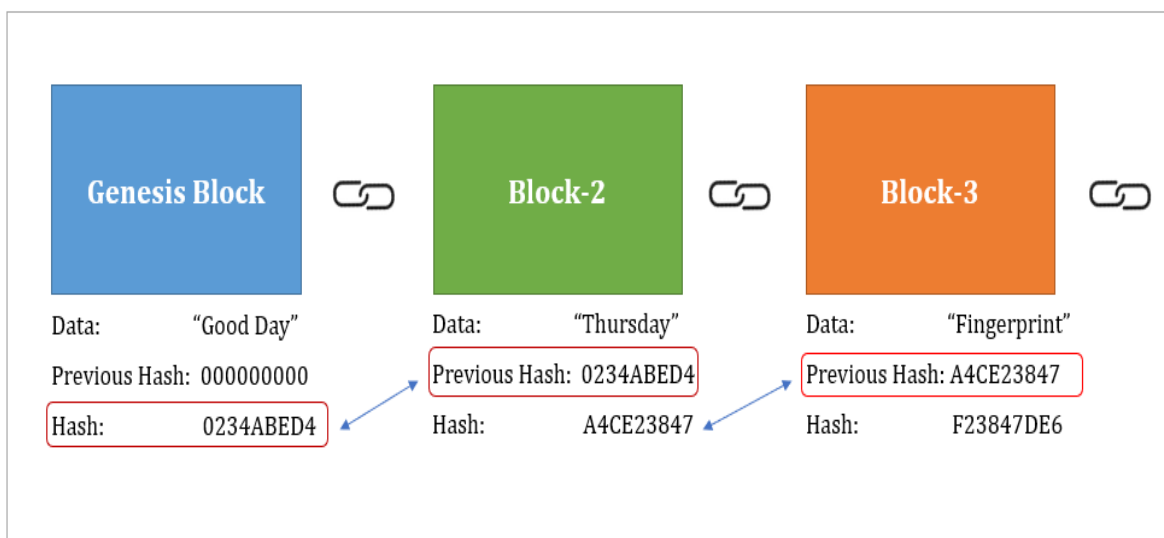 Genesis Block
Block-2
Block-3
Data: “Good Day”
Previous Hash: 000000000
Hash: 0234ABED4
Data: “Thursday”
Previous Hash: 0234ABED4
Hash: A4CE23847
Data: “Fingerprint”
Previous Hash: A4CE23847
Hash: F23847DE6